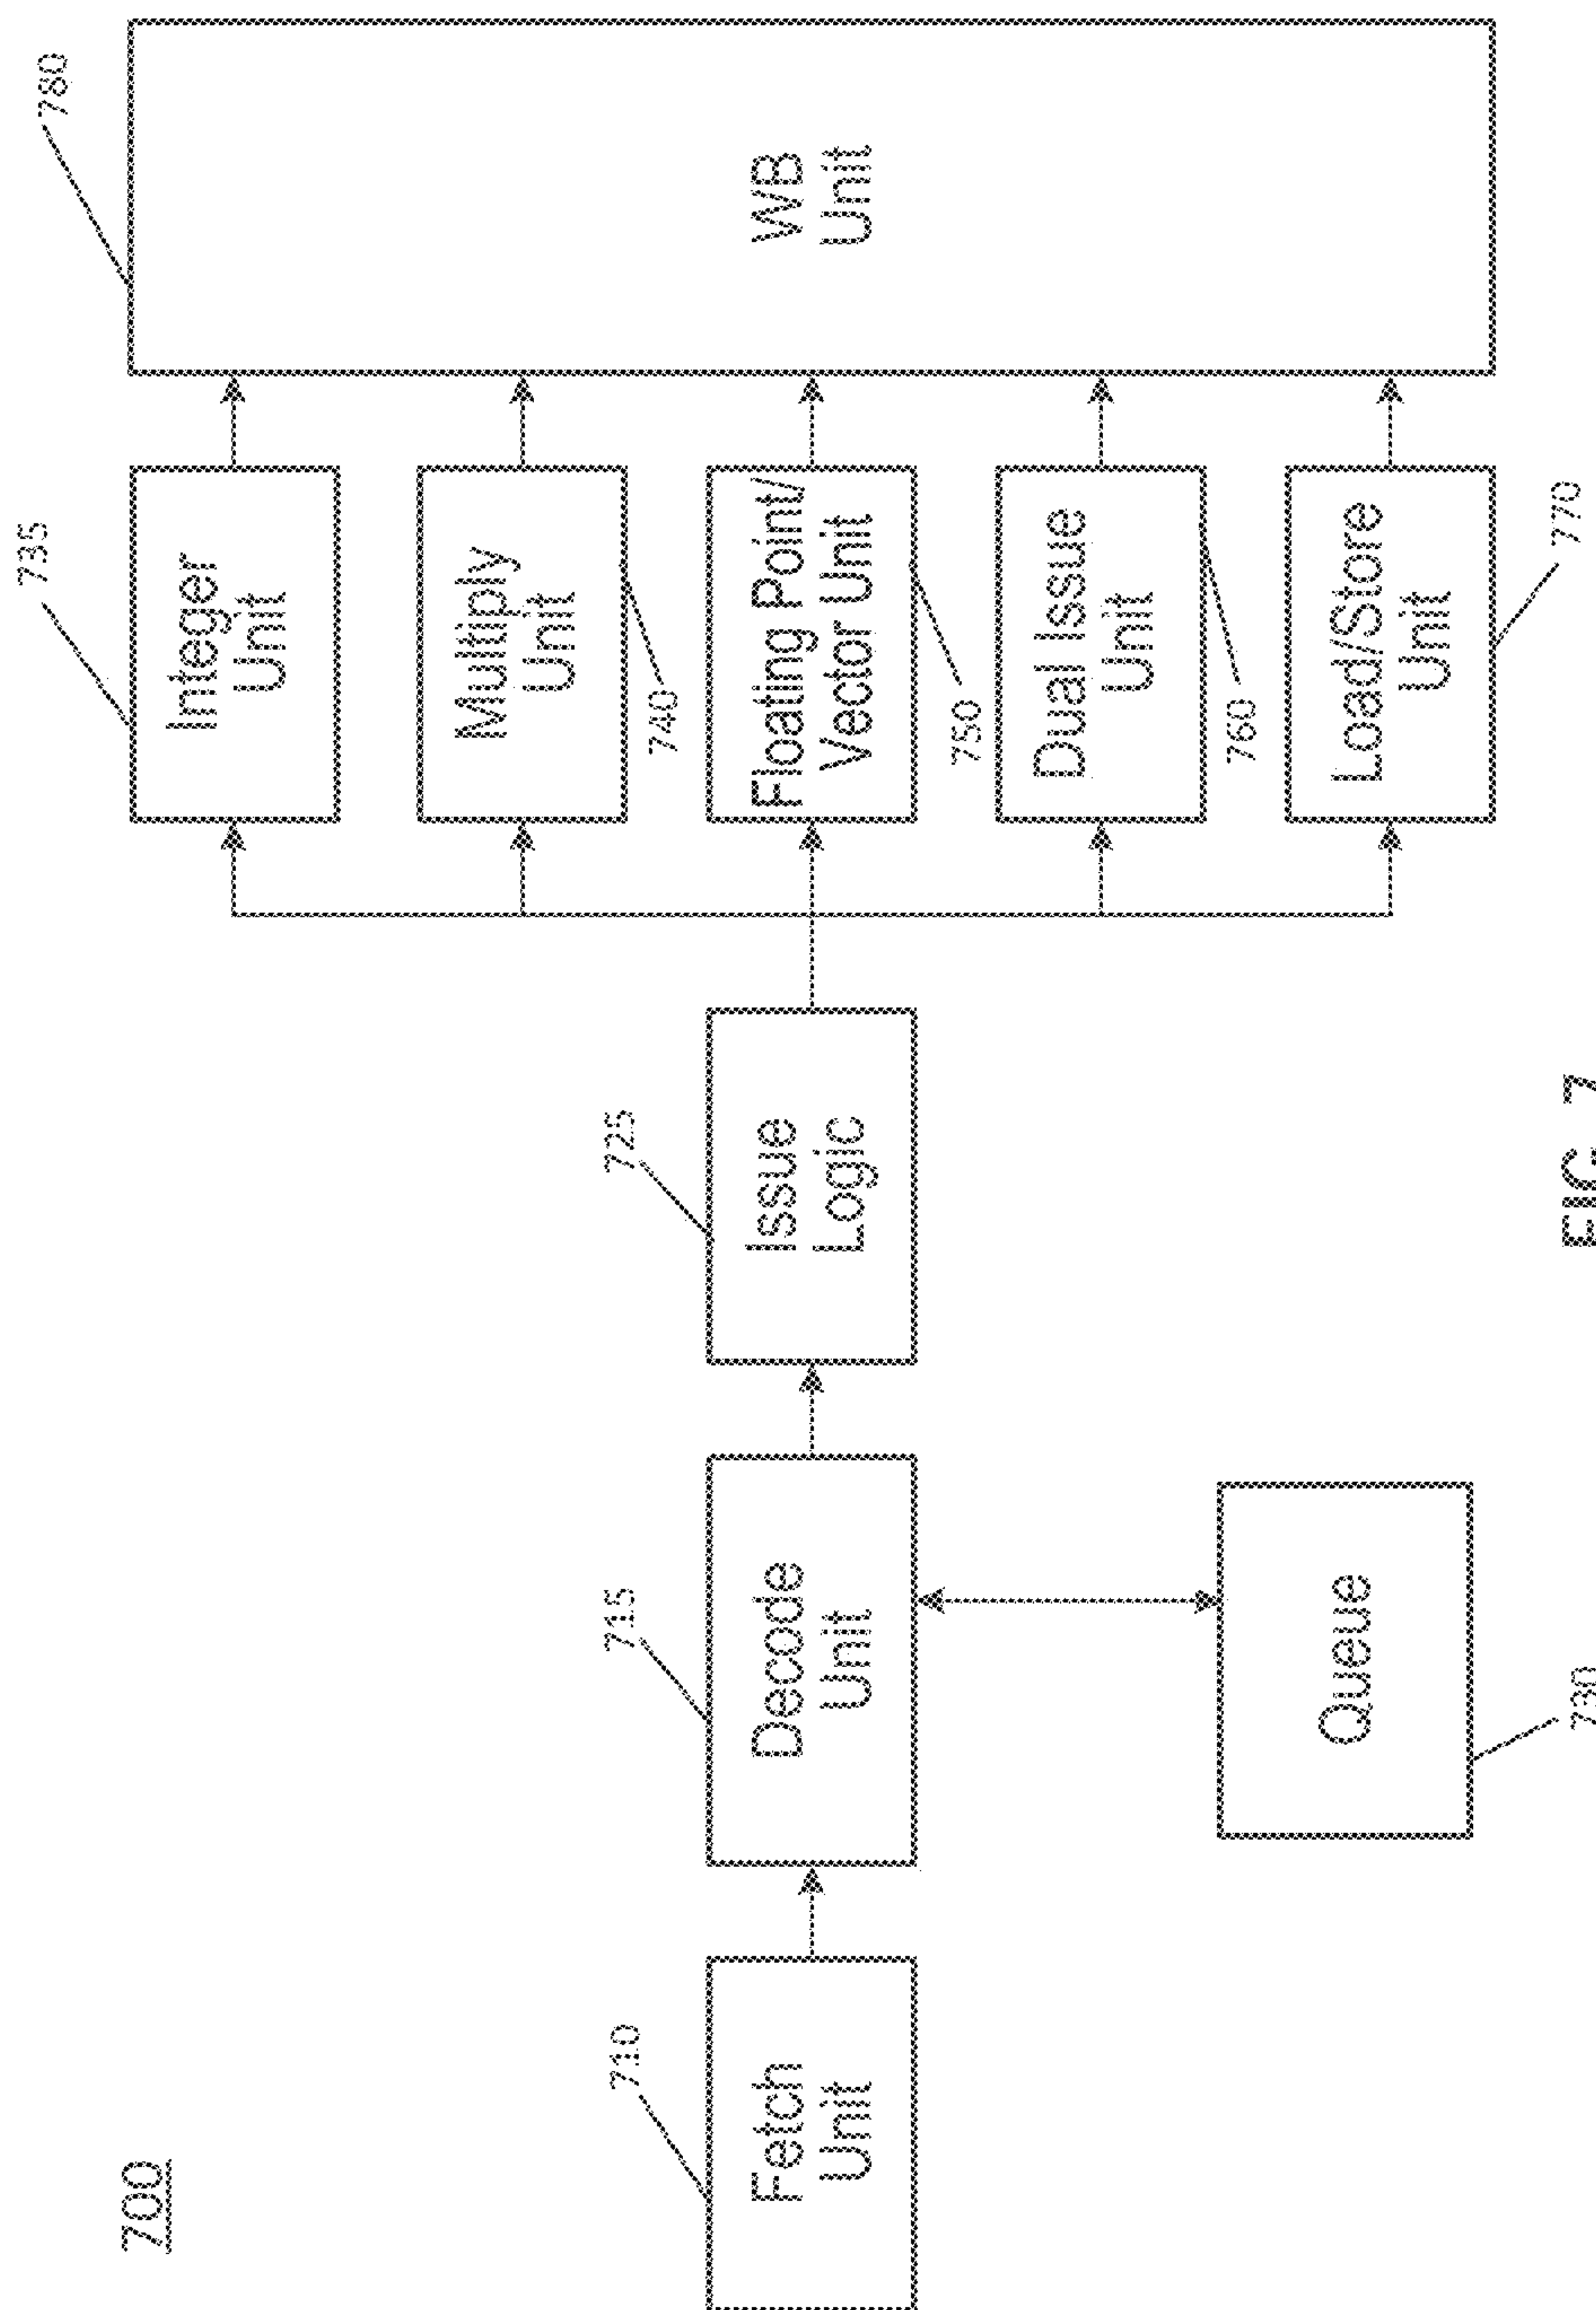 700
710
Fetch
Unit
715
Decode
Unit
Queue
730
725
Issue
Logic
735
Integer
Unit
Multiply
Unit
740
Floating Point/
Vector Unit
750
Dual Issue
Unit
760
Load/Store
Unit
770
780
WB
Unit
FIG. 7